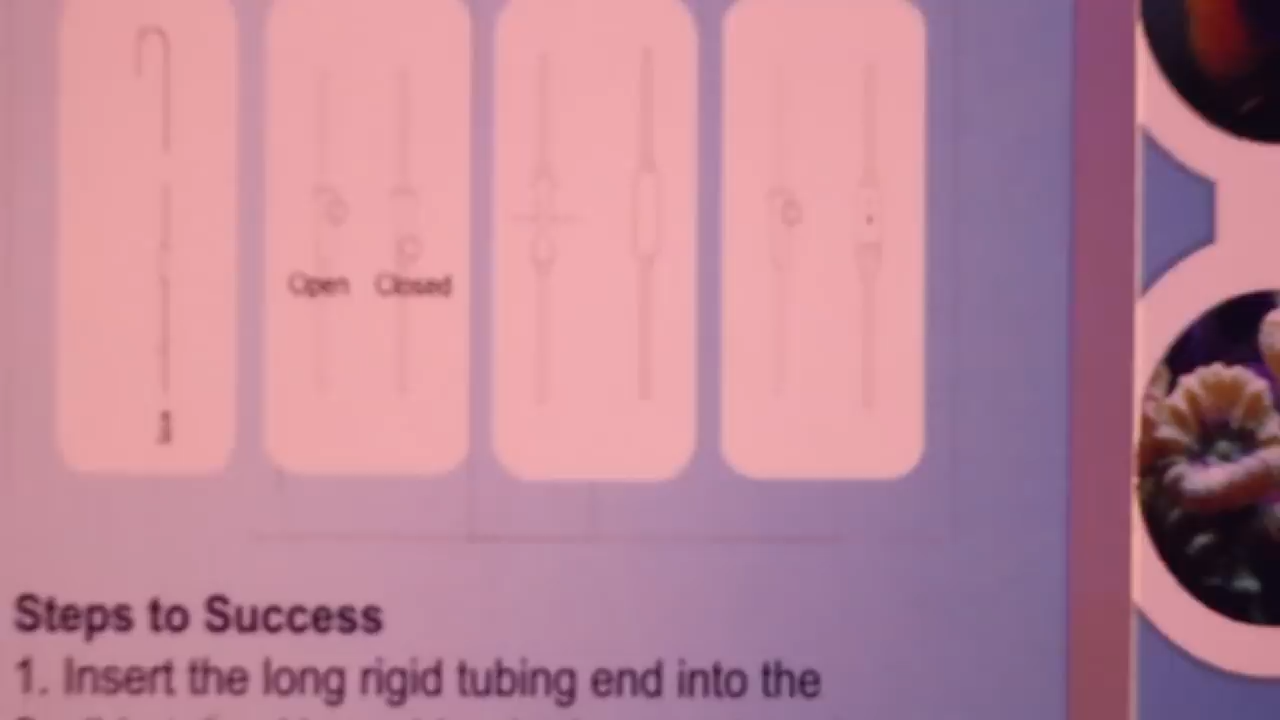 Open Closed
Steps to Success
1. Insert the long rigid tubing end into the